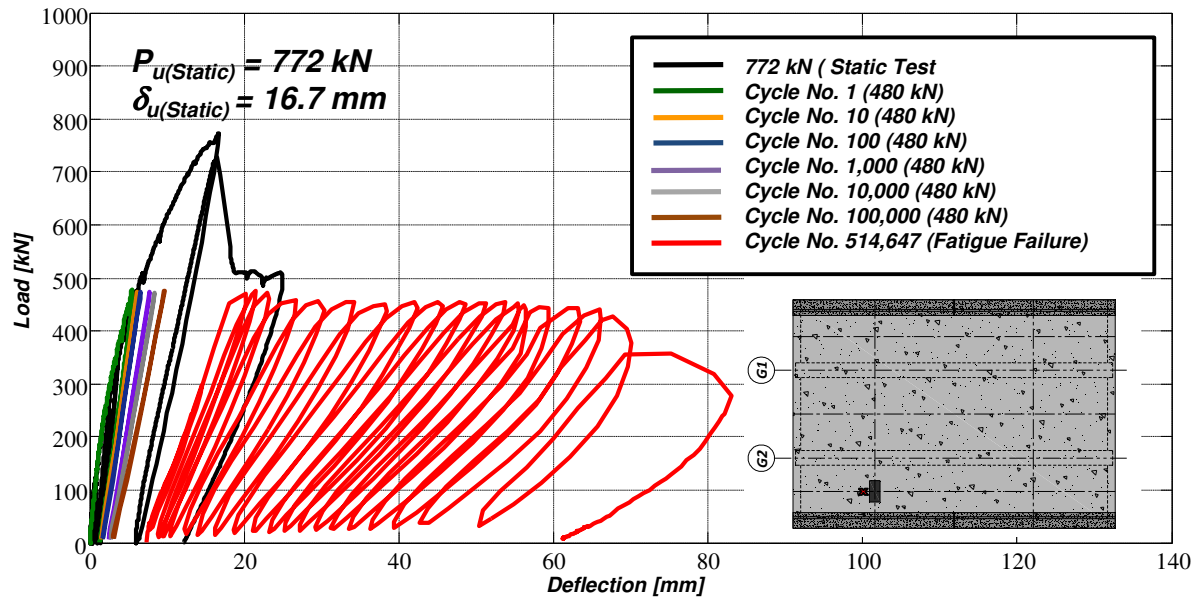 1000
900
800
700
600
500
400
300
200
100
0
Load [kN]
P u(Static) = 772 kN
δ u(Static) = 16.7 mm
772 kN ( Static Test
Cycle No. 1 (480 kN)
Cycle No. 10 (480 kN)
Cycle No. 100 (480 kN)
Cycle No. 1,000 (480 kN)
Cycle No. 10,000 (480 kN)
Cycle No. 100,000 (480 kN)
Cycle No. 514,647 (Fatigue Failure)
G1
G2
0 20 40 60 80 100 120 140
Deflection [mm]